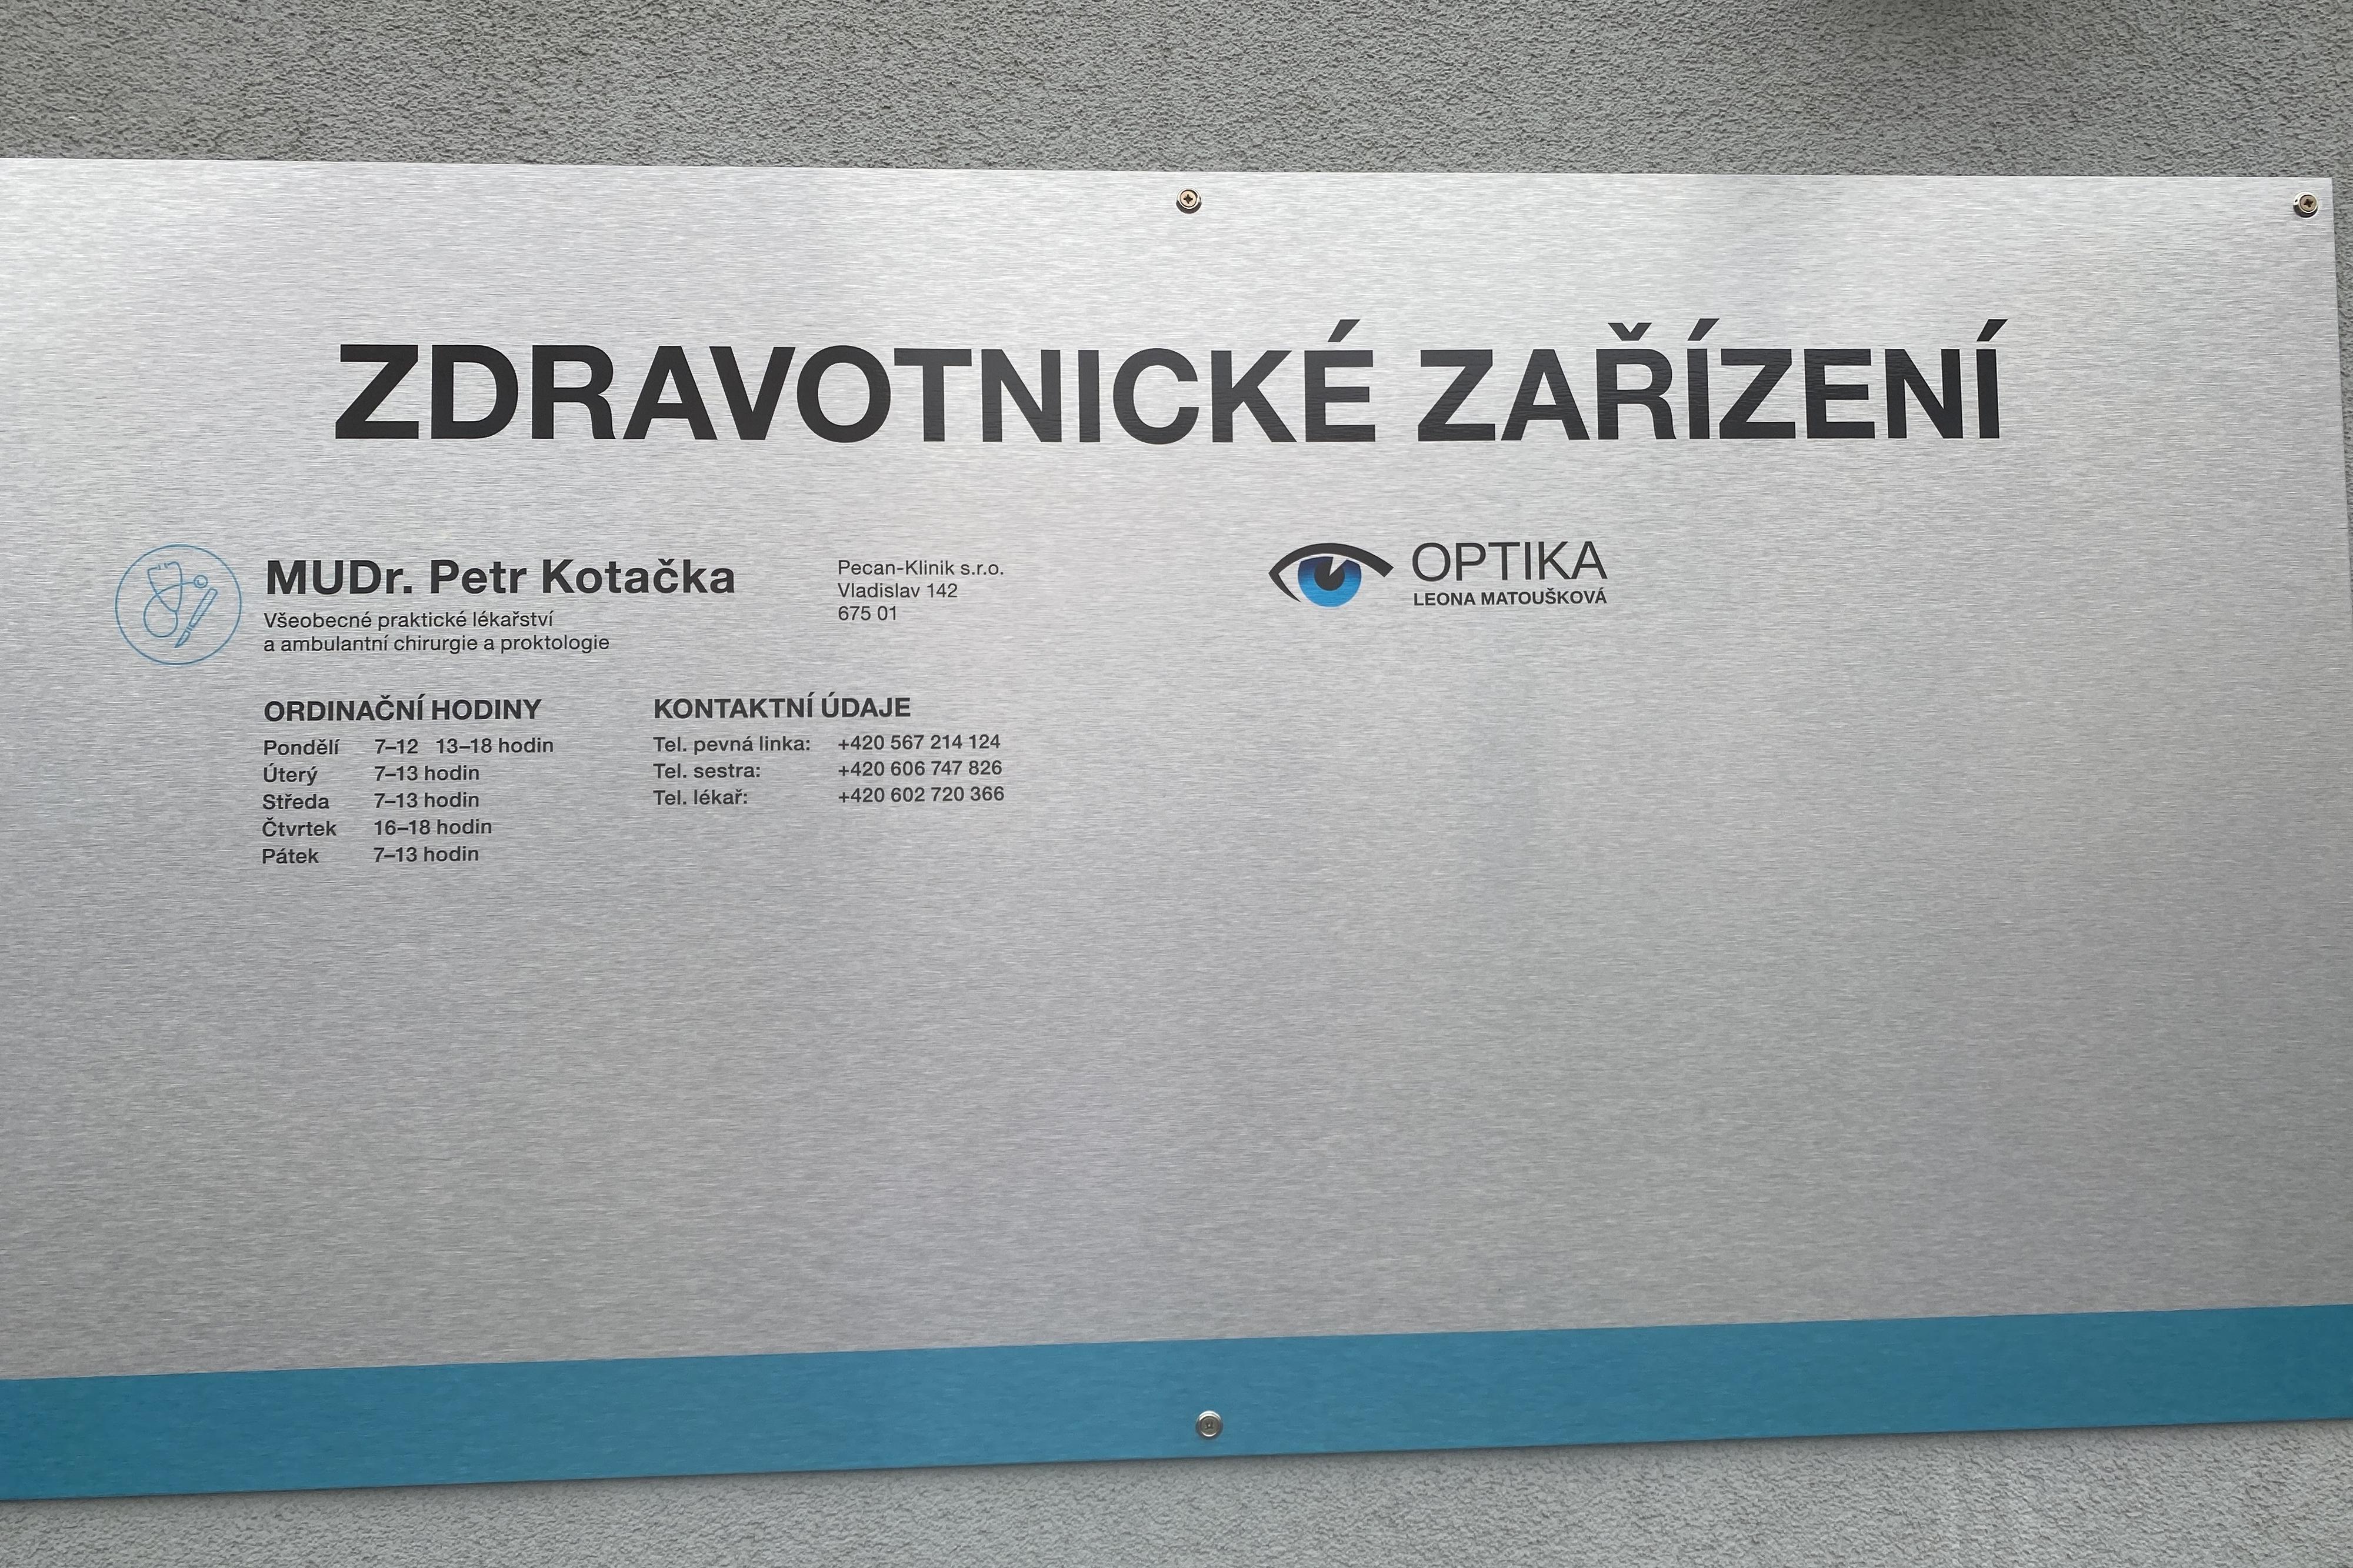 ZDRAVOTNICKÉ ZAŘÍZENÍ
MUDr. Petr Kotačka
Všeobecné praktické lékařství
a ambulantní chirurgie a proktologie
Pecan-Klinik s.r.o.
Vladislav 142
675 01
ORDINAČNÍ HODINY
Pondělí 7–12 13–18 hodin
Úterý 7–13 hodin
Středa 7–13 hodin
Čtvrtek 16–18 hodin
Pátek 7–13 hodin
KONTAKTNÍ ÚDAJE
Tel. pevná linka: +420 567 214 124
Tel. sestra: +420 606 747 826
Tel. lékař: +420 602 720 366
OPTIKA
LEONA MATOUŠKOVÁ